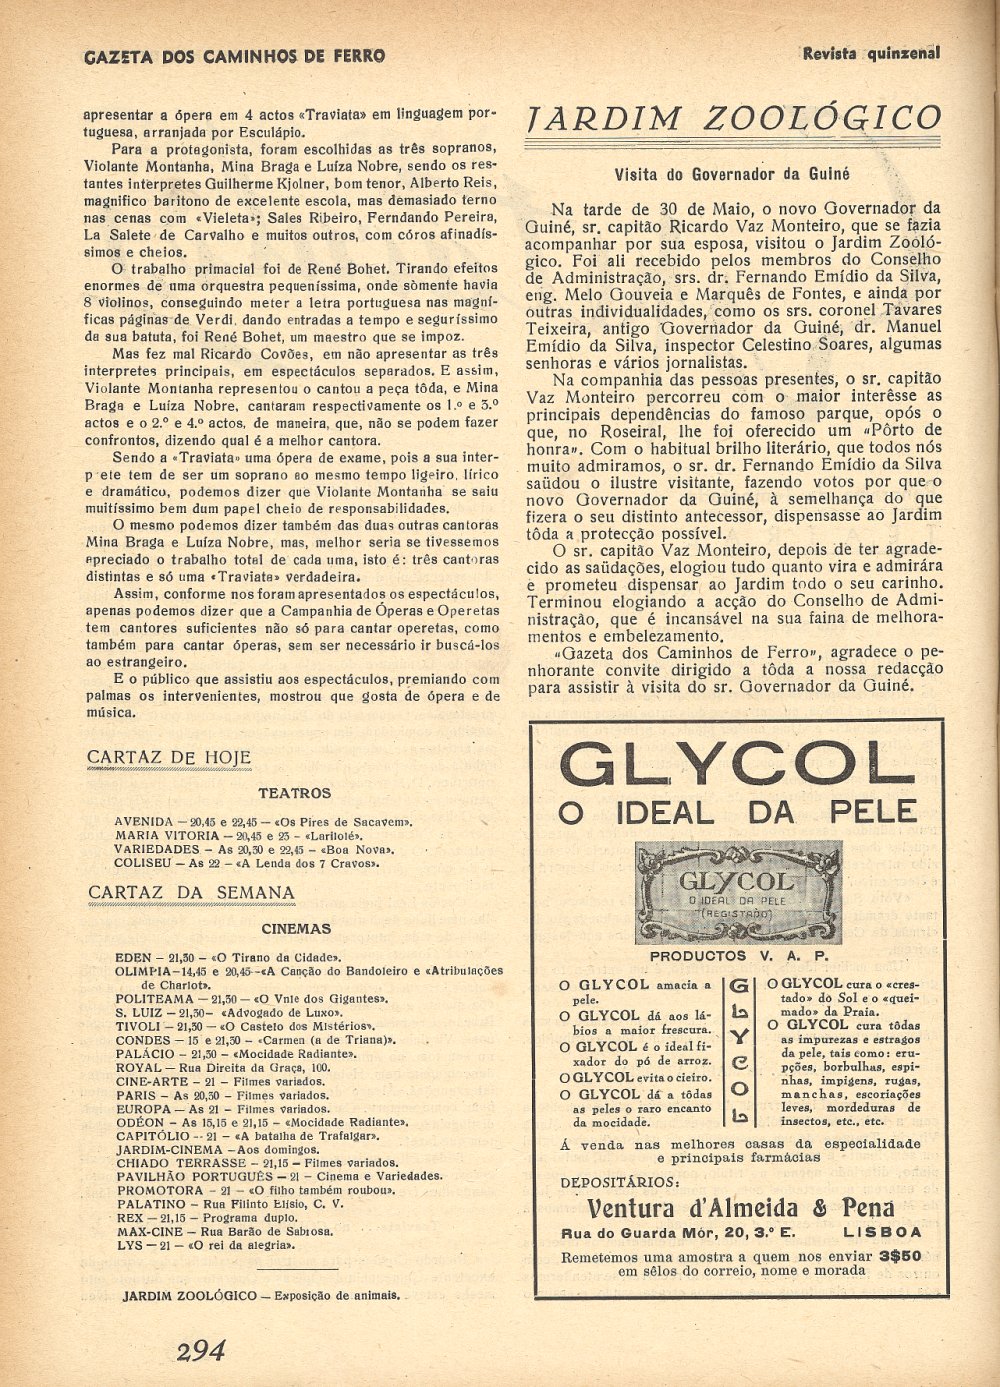 GAZETA DOS CAMINHOS DE FERRO
Revista quinzenal
apresentar a ópera em 4 actos «Traviata» em linguagem por-
tuguesa, arranjada por Esculápio.
Para a protagonista, foram escolhidas as três sopranos,
Violante Montanha, Mina Braga e Luíza Nobre, sendo os res-
tantes interpretes Guilherme Kjolner, bom tenor, Alberto Reis,
magnifico baritono de excelente escola, mas demasiado terno
nas cenas com «Vieleta»; Sales Ribeiro, Ferndando Pereira,
La Salete de Carvalho e muitos outros, com córos afinadís-
simos e cheios.
O trabalho primacial foi de René Bohet. Tirando efeitos
enormes de uma orquestra pequeníssima, onde sòmente havia
8 violinos, conseguindo meter a letra portuguesa nas magní-
ficas páginas de Verdi, dando entradas a tempo e seguríssimo
da sua batuta, foi René Bohet, um maestro que se impoz.
Mas fez mal Ricardo Covões, em não apresentar as três
interpretes principais, em espectáculos separados. E assim,
Violante Montanha representou o cantou a peça tôda, e Mina
Braga e Luíza Nobre, cantaram respectivamente os 1.º e 3.º
actos e o 2.º e 4.º actos, de maneira, que, não se podem fazer
confrontos, dizendo qual é a melhor cantora.
Sendo a «Traviata» uma ópera de exame, pois a sua inter-
p ete tem de ser um soprano ao mesmo tempo ligeiro, lírico
e dramático, podemos dizer que Violante Montanha se saiu
muitíssimo bem dum papel cheio de responsabilidades.
O mesmo podemos dizer também das duas outras cantoras
Mina Braga e Luíza Nobre, mas, melhor seria se tivessemos
apreciado o trabalho total de cada uma, isto é: três cantoras
distintas e só uma «Traviata» verdadeira.
Assim, conforme nos foram apresentados os espectáculos,
apenas podemos dizer que a Campanhia de Óperas e Operetas
tem cantores suficientes não só para cantar operetas, como
também para cantar óperas, sem ser necessário ir buscá-los
ao estrangeiro.
E o público que assistiu aos espectáculos, premiando com
palmas os intervenientes, mostrou que gosta de ópera e de
música.
CARTAZ DE HOJE
TEATROS
AVENIDA — 20,45 e 22,45 — «Os Pires de Sacavem».
MARIA VITORIA — 20,45 e 23 - «Larilolé».
VARIEDADES - As 20,30 e 22,45 - «Boa Nova».
COLISEU — As 22 — «A Lenda dos 7 Cravos».
CARTAZ DA SEMANA
CINEMAS
EDEN — 21,30 — «O Tirano da Cidade».
OLIMPIA—14,45 e 20,45--«A Canção do Bandoleiro e «Atribulações
de Charlot».
POLITEAMA — 21,30 — «O Vale dos Gigantes».
S. LUIZ — 21,30— «Advogado de Luxo».
TIVOLI — 21,30 — «O Castelo dos Mistérios».
CONDES — 15 e 21,30 - «Carmen (a de Triana)».
PALÁCIO — 21,30 — «Mocidade Radiante».
ROYAL — Rua Direita da Graça, 100.
CINE-ARTE - 21 - Filmes variados.
PARIS — As 20,30 - Filmes variados.
EUROPA — As 21 - Filmes variados.
ODÉON — As 15,15 e 21,15 - «Mocidade Radiante».
CAPITÓLIO -- 21 - «A batalha de Trafalgar».
JARDIM-CINEMA —Aos domingos.
CHIADO TERRASSE - 21,15 — Filmes variados.
PAVILHÃO PORTUGUÊS — 21 - Cinema e Variedades.
PROMOTORA - 21 - «O filho também roubou».
PALATINO — Rua Filinto Elísio, C. V.
REX — 21,15 - Programa duplo.
MAX-CINE — Rua Barão de Sabrosa.
LYS — 21 — «O rei da alegria».
JARDIM ZOOLÓGICO — Exposição de animais.
294
JARDIM ZOOLÓGICO
Visita do Governador da Guiné
Na tarde de 30 de Maio, o novo Governador da
Guiné, sr. capitão Ricardo Vaz Monteiro, que se fazia
acompanhar por sua esposa, visitou o Jardim Zooló-
gico. Foi ali recebido pelos membros do Conselho
de Administração, srs. dr. Fernando Emídio da Silva,
eng. Melo Gouveia e Marquês de Fontes, e ainda por
outras individualidades, como os srs. coronel Tavares
Teixeira, antigo Governador da Guiné, dr. Manuel
Emídio da Silva, inspector Celestino Soares, algumas
senhoras e vários jornalistas.
Na companhia das pessoas presentes, o sr. capitão
Vaz Monteiro percorreu com o maior interêsse as
principais dependências do famoso parque, opós o
que, no Roseiral, lhe foi oferecido um «Pôrto de
honra». Com o habitual brilho literário, que todos nós
muito admiramos, o sr. dr. Fernando Emídio da Silva
saüdou o ilustre visitante, fazendo votos por que o
novo Governador da Guiné, à semelhança do que
fizera o seu distinto antecessor, dispensasse ao Jardim
tôda a protecção possível.
O sr. capitão Vaz Monteiro, depois de ter agrade-
cido as saüdações, elogiou tudo quanto vira e admirára
e prometeu dispensar ao Jardim todo o seu carinho.
Terminou elogiando a acção do Conselho de Admi-
nistração, que é incansável na sua faina de melhora-
mentos e embelezamento.
«Gazeta dos Caminhos de Ferro», agradece o pe-
nhorante convite dirigido a tôda a nossa redacção
para assistir à visita do sr. Governador da Guiné.
GLYCOL
O IDEAL DA PELE
GLYCOL
O IDEAL DA PELE
(REGISTADO)
PRODUCTOS V. A. P.
O GLYCOL amacia a
pele.
O GLYCOL dá aos lá-
bios a maior frescura.
O GLYCOL é o ideal fi-
xador do pó de arroz.
O GLYCOL evita o cieiro.
O GLYCOL dá a tôdas
as peles o raro encanto
da mocidade.
GLYCOL
O GLYCOL cura o «cres-
tado» do Sol e o «quei-
mado» da Praia.
O GLYCOL cura tôdas
as impurezas e estragos
da pele, tais como: eru-
pções, borbulhas, espi-
nhas, impígens, rugas,
manchas, escoriações
leves, mordeduras de
insectos, etc., etc.
Á venda nas melhores casas da especialidade
e principais farmácias
DEPOSITÁRIOS:
Ventura d'Almeida & Pena
Rua do Guarda Mór, 20, 3.º E. LISBOA
Remetemos uma amostra a quem nos enviar 3$50
em sêlos do correio, nome e morada